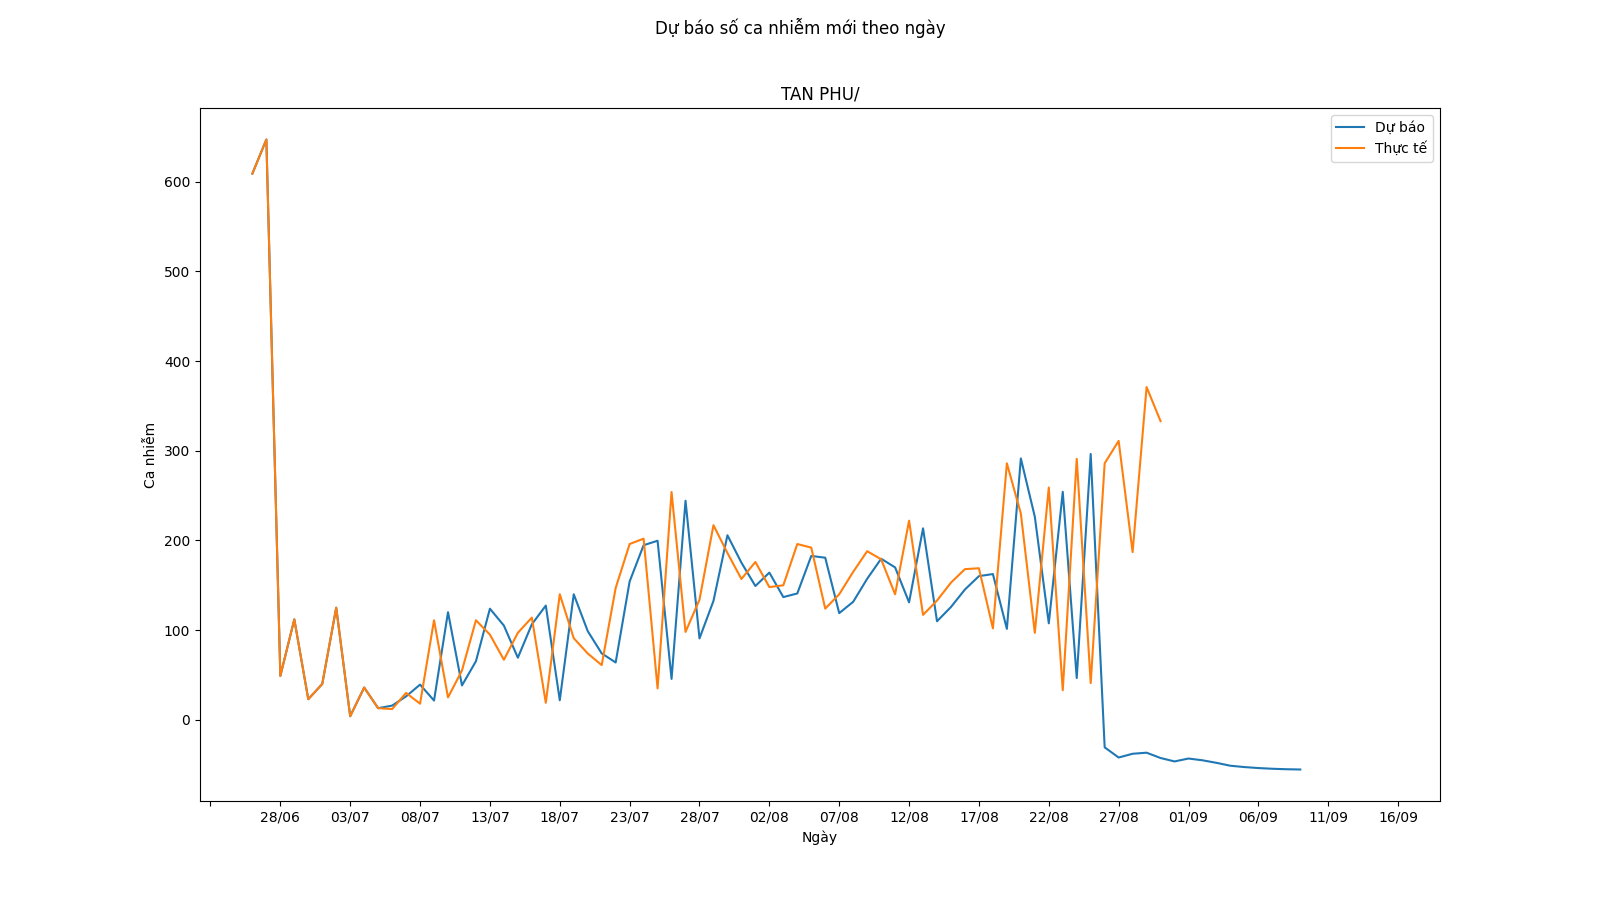 Dự báo số ca nhiễm mới theo ngày
TAN PHU/
Dự báo
Thực tế
600
500
400
300
200
100
0
Ca nhiễm
28/06 03/07 08/07 13/07 18/07 23/07 28/07 02/08 07/08 12/08 17/08 22/08 27/08 01/09 06/09 11/09 16/09
Ngày